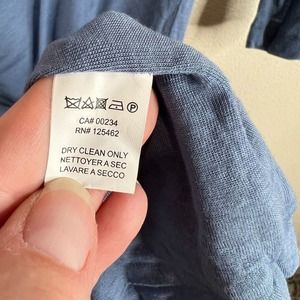 CA# 00234
RN# 125462
DRY CLEAN ONLY
NETTOYER A SEC
LAVARE A SECCO